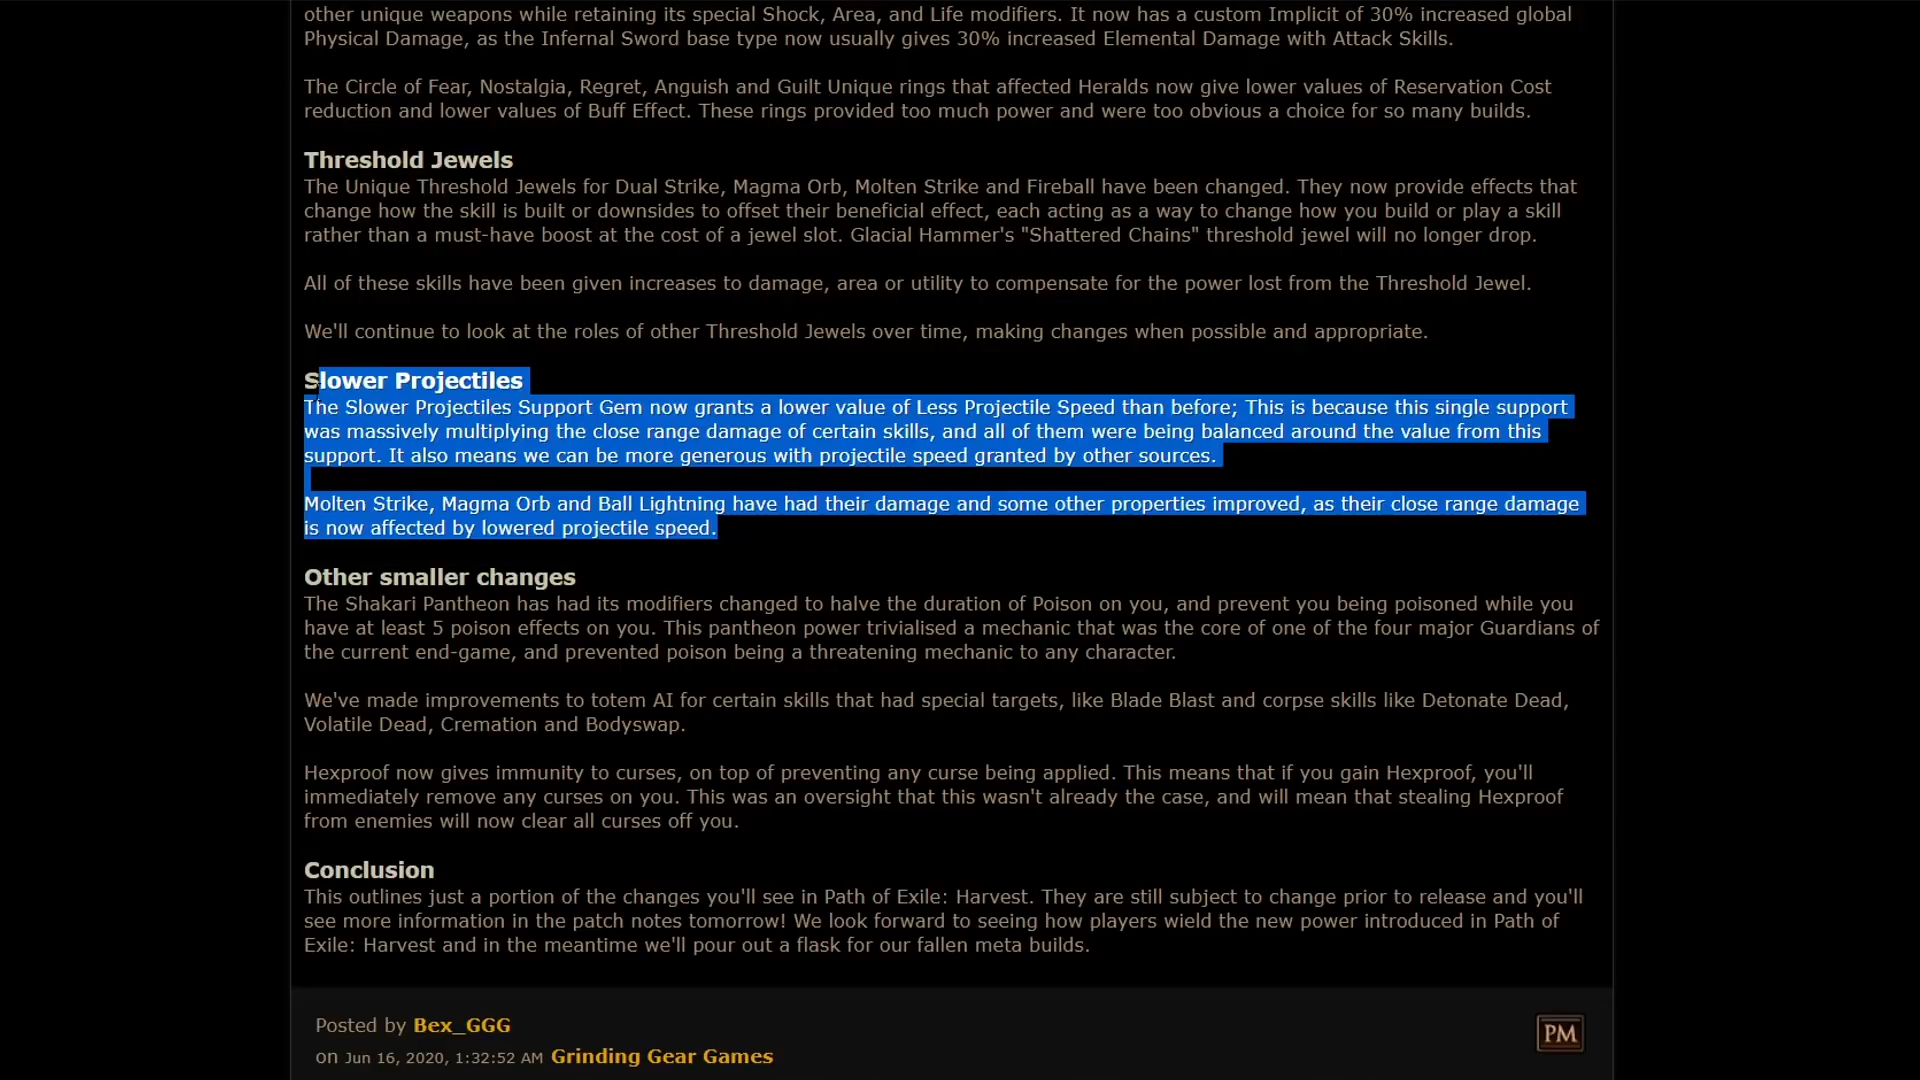 other unique weapons while retaining its special Shock, Area, and Life modifiers. It now has a custom Implicit of 30% increased global
Physical Damage, as the Infernal Sword base type now usually gives 30% increased Elemental Damage with Attack Skills.
The Circle of Fear, Nostalgia, Regret, Anguish and Guilt Unique rings that affected Heralds now give lower values of Reservation Cost
reduction and lower values of Buff Effect. These rings provided too much power and were too obvious a choice for so many builds.
Threshold Jewels
The Unique Threshold Jewels for Dual Strike, Magma Orb, Molten Strike and Fireball have been changed. They now provide effects that
change how the skill is built or downsides to offset their beneficial effect, each acting as a way to change how you build or play a skill
rather than a must-have boost at the cost of a jewel slot. Glacial Hammer's "Shattered Chains" threshold jewel will no longer drop.
All of these skills have been given increases to damage, area or utility to compensate for the power lost from the Threshold Jewel.
We'll continue to look at the roles of other Threshold Jewels over time, making changes when possible and appropriate.
Slower Projectiles
The Slower Projectiles Support Gem now grants a lower value of Less Projectile Speed than before; This is because this single support
was massively multiplying the close range damage of certain skills, and all of them were being balanced around the value from this
support. It also means we can be more generous with projectile speed granted by other sources.
Molten Strike, Magma Orb and Ball Lightning have had their damage and some other properties improved, as their close range damage
is now affected by lowered projectile speed.
Other smaller changes
The Shakari Pantheon has had its modifiers changed to halve the duration of Poison on you, and prevent you being poisoned while you
have at least 5 poison effects on you. This pantheon power trivialised a mechanic that was the core of one of the four major Guardians of
the current end-game, and prevented poison being a threatening mechanic to any character.
We've made improvements to totem AI for certain skills that had special targets, like Blade Blast and corpse skills like Detonate Dead,
Volatile Dead, Cremation and Bodyswap.
Hexproof now gives immunity to curses, on top of preventing any curse being applied. This means that if you gain Hexproof, you'll
immediately remove any curses on you. This was an oversight that this wasn't already the case, and will mean that stealing Hexproof
from enemies will now clear all curses off you.
Conclusion
This outlines just a portion of the changes you'll see in Path of Exile: Harvest. They are still subject to change prior to release and you'll
see more information in the patch notes tomorrow! We look forward to seeing how players wield the new power introduced in Path of
Exile: Harvest and in the meantime we'll pour out a flask for our fallen meta builds.
Posted by Bex_GGG
on Jun 16, 2020, 1:32:52 AM Grinding Gear Games
PM